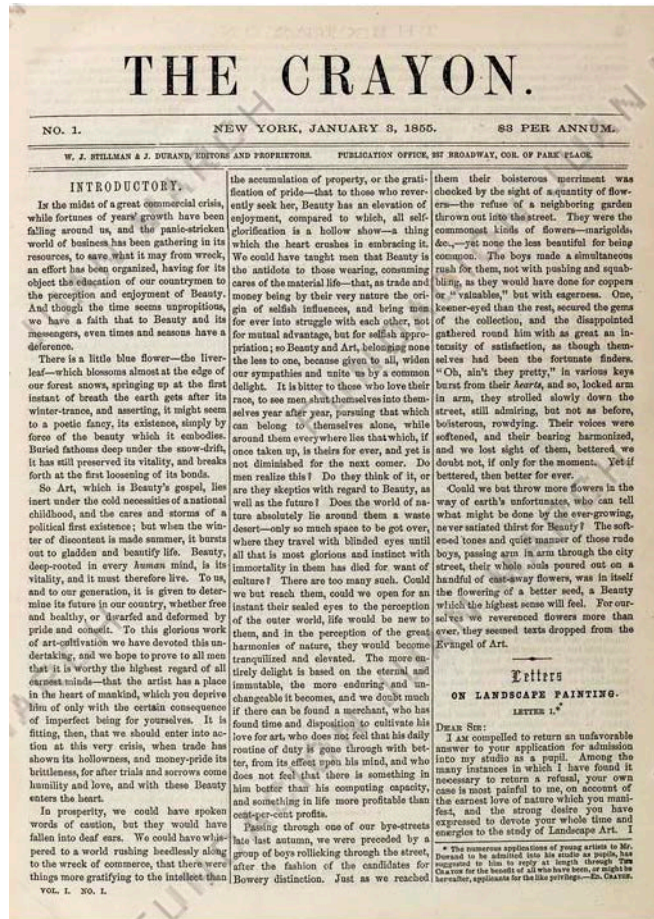 THE CRAYON.
NO. 1.
NEW YORK, JANUARY 3, 1855.
$3 PER ANNUM.
W. J. STILLMAN & J. DURAND, EDITORS AND PROPRIETORS.
PUBLICATION OFFICE, 237 BROADWAY, COR. OF PARK PLACE.
INTRODUCTORY.
In the midst of a great commercial crisis,
while fortunes of years' growth have been
falling around us, and the panic-stricken
world of business has been gathering in its
resources, to save what it may from wreck,
an effort has been organized, having for its
object the education of our countrymen to
the perception and enjoyment of Beauty.
And though the time seems unpropitious,
we have a faith that to Beauty and its
messengers, even times and seasons have a
deference.
There is a little blue flower—the liver-
leaf—which blossoms almost at the edge of
our forest snows, springing up at the first
instant of breath the earth gets after its
winter-trance, and asserting, it might seem
to a poetic fancy, its existence, simply by
force of the beauty which it embodies.
Buried fathoms deep under the snow-drift,
it has still preserved its vitality, and breaks
forth at the first loosening of its bonds.
So Art, which is Beauty's gospel, lies
inert under the cold necessities of a national
childhood, and the cares and storms of a
political first existence; but when the win-
ter of discontent is made summer, it bursts
out to gladden and beautify life. Beauty,
deep-rooted in every human mind, is its
vitality, and it must therefore live. To us,
and to our generation, it is given to deter-
mine its future in our country, whether free
and healthy, or dwarfed and deformed by
pride and conceit. To this glorious work
of art-cultivation we have devoted this un-
dertaking, and we hope to prove to all men
that it is worthy the highest regard of all
earnest minds—that the artist has a place
in the heart of mankind, which you deprive
him of only with the certain consequence
of imperfect being for yourselves. It is
fitting, then, that we should enter into ac-
tion at this very crisis, when trade has
shown its hollowness, and money-pride its
brittleness, for after trials and sorrows come
humility and love, and with these Beauty
enters the heart.
In prosperity, we could have spoken
words of caution, but they would have
fallen into deaf ears. We could have whis-
pered to a world rushing heedlessly along
to the wreck of commerce, that there were
things more gratifying to the intellect than
VOL. I. NO. I.
the accumulation of property, or the grati-
fication of pride—that to those who rever-
ently seek her, Beauty has an elevation of
enjoyment, compared to which, all self-
glorification is a hollow show—a thing
which the heart crushes in embracing it.
We could have taught men that Beauty is
the antidote to those wearing, consuming
cares of the material life—that, as trade and
money being by their very nature the ori-
gin of selfish influences, and bring men
for ever into struggle with each other, not
for mutual advantage, but for selfish appro-
priation; so Beauty and Art, belonging none
the less to one, because given to all, widen
our sympathies and unite us by a common
delight. It is bitter to those who love their
race, to see men shut themselves into them-
selves year after year, pursuing that which
can belong to themselves alone, while
around them everywhere lies that which, if
once taken up, is theirs for ever, and yet is
not diminished for the next comer. Do
men realize this? Do they think of it, or
are they skeptics with regard to Beauty, as
well as the future? Does the world of na-
ture absolutely lie around them a waste
desert—only so much space to be got over,
where they travel with blinded eyes until
all that is most glorious and instinct with
immortality in them has died for want of
culture? There are too many such. Could
we but reach them, could we open for an
instant their sealed eyes to the perception
of the outer world, life would be new to
them, and in the perception of the great
harmonies of nature, they would become
tranquilized and elevated. The more en-
tirely delight is based on the eternal and
immutable, the more enduring and un-
changeable it becomes, and we doubt much
if there can be found a merchant, who has
found time and disposition to cultivate his
love for art, who does not feel that his daily
routine of duty is gone through with bet-
ter, from its effect upon his mind, and who
does not feel that there is something in
him better than his computing capacity,
and something in life more profitable than
cent-per-cent profits.
Passing through one of our bye-streets
late last autumn, we were preceded by a
group of boys rollicking through the street,
after the fashion of the candidates for
Bowery distinction. Just as we reached
them their boisterous merriment was
checked by the sight of a quantity of flow-
ers—the refuse of a neighboring garden
thrown out into the street. They were the
commonest kinds of flowers—marigolds,
&c.,—yet none the less beautiful for being
common. The boys made a simultaneous
rush for them, not with pushing and squab-
bling, as they would have done for coppers
or "valuables," but with eagerness. One,
keener-eyed than the rest, secured the gems
of the collection, and the disappointed
gathered round him with as great an in-
tensity of satisfaction, as though them-
selves had been the fortunate finders.
"Oh, ain't they pretty," in various keys
burst from their hearts, and so, locked arm
in arm, they strolled slowly down the
street, still admiring, but not as before,
boisterous, rowdying. Their voices were
softened, and their bearing harmonized,
and we lost sight of them, bettered we
doubt not, if only for the moment. Yet if
bettered, then better for ever.
Could we but throw more flowers in the
way of earth's unfortunates, who can tell
what might be done by the ever-growing,
never satiated thirst for Beauty? The soft-
ened tones and quiet manner of those rude
boys, passing arm in arm through the city
street, their whole souls poured out on a
handful of cast-away flowers, was in itself
the flowering of a better seed, a Beauty
which the highest sense will feel. For our-
selves we reverenced flowers more than
ever, they seemed texts dropped from the
Evangel of Art.
Letters
ON LANDSCAPE PAINTING.
LETTER I.*
DEAR SIR:
I AM compelled to return an unfavorable
answer to your application for admission
into my studio as a pupil. Among the
many instances in which I have found it
necessary to return a refusal, your own
case is most painful to me, on account of
the earnest love of nature which you mani-
fest, and the strong desire you have
expressed to devote your whole time and
energies to the study of Landscape Art. I
* The numerous applications of young artists to Mr.
Durand to be admitted into his studio as pupils, has
suggested to him to reply at length through THE
CRAYON for the benefit of all who have been, or might be
hereafter, applicants for the like privilege.—ED. CRAYON.